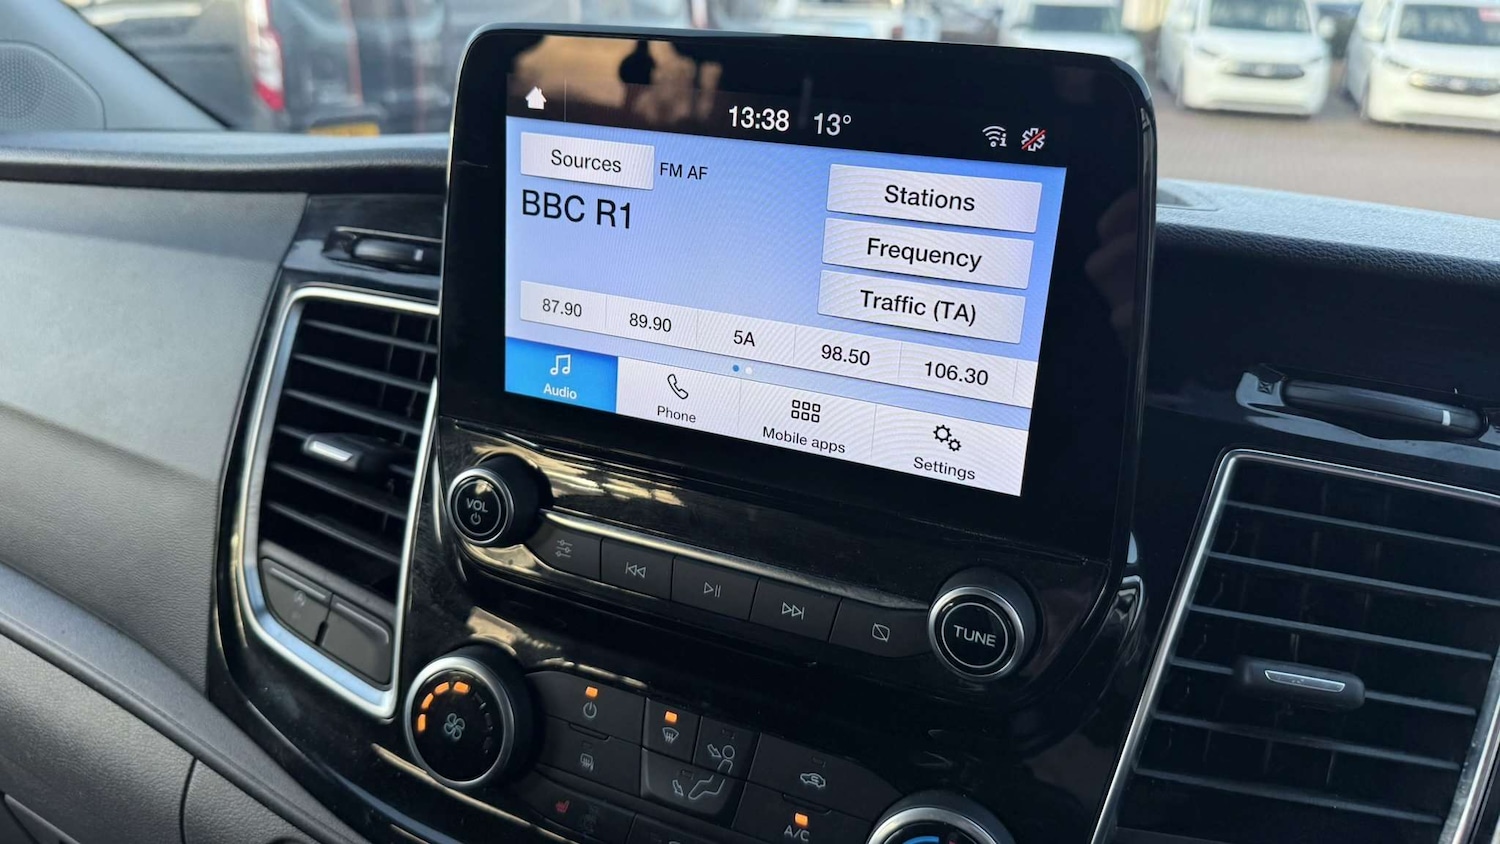 13:38 13°
Sources FM AF
BBC R1
Stations
Frequency
Traffic (TA)
87.90 89.90 5A 98.50 106.30
Audio Phone Mobile apps Settings
VOL
TUNE
A/C